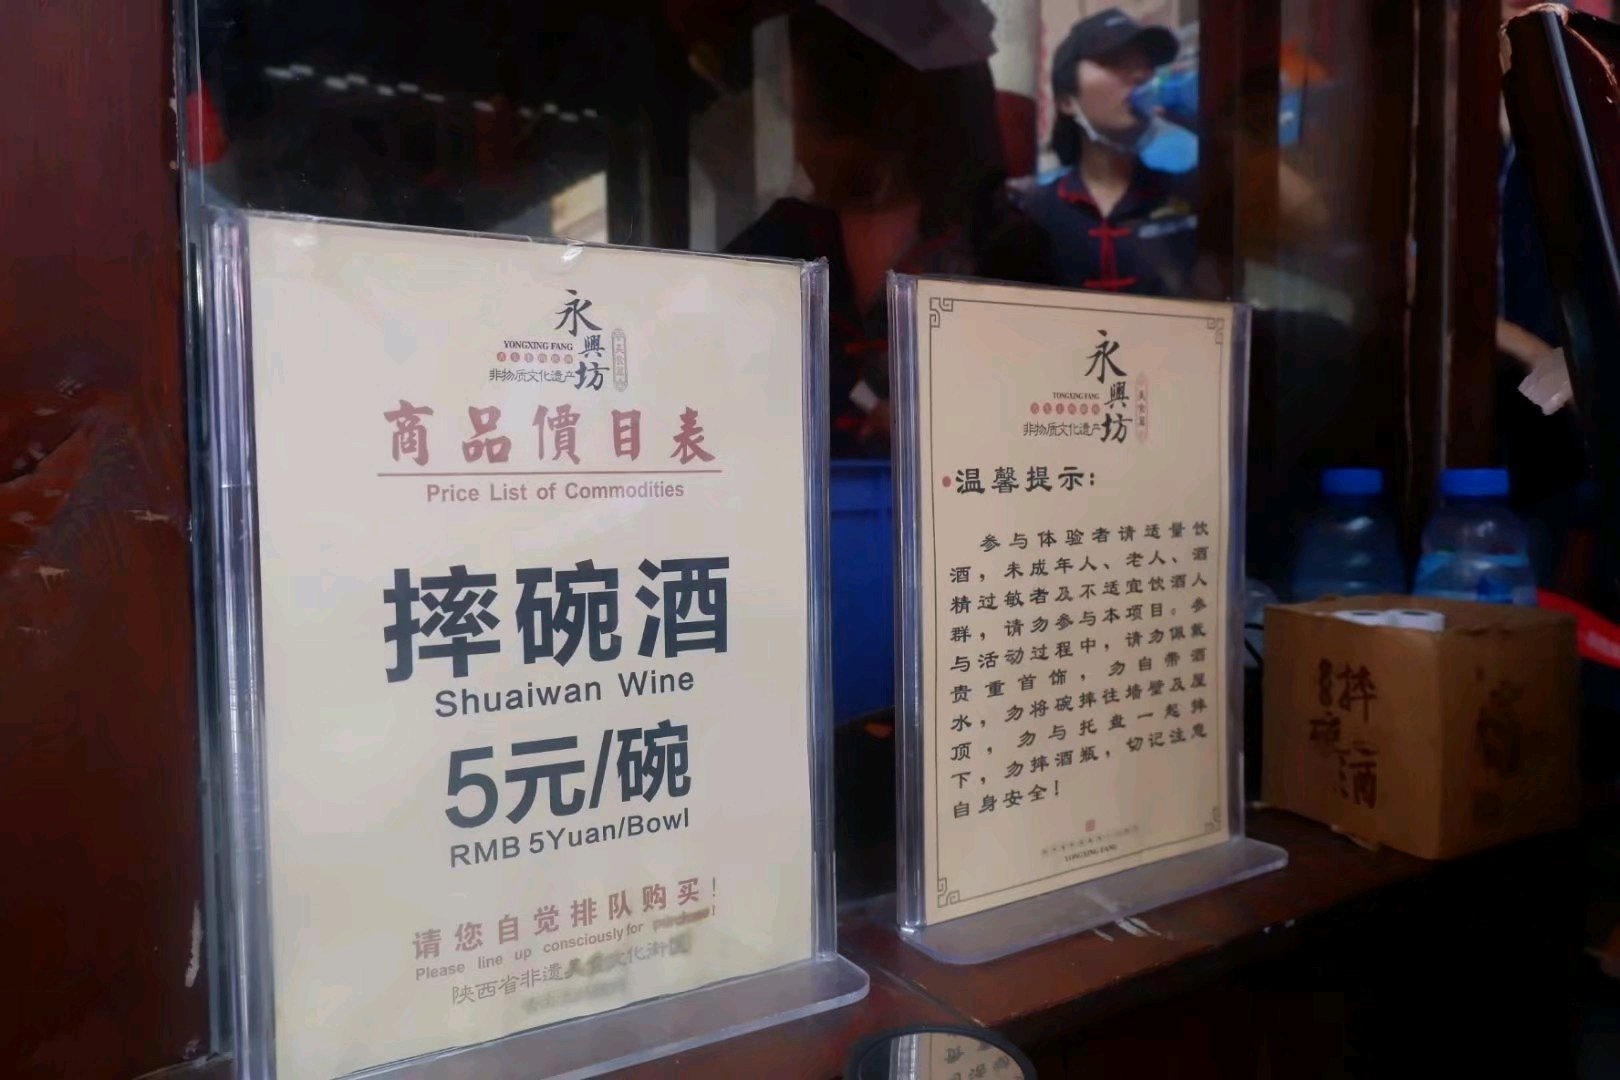 永興坊
YONGXING FANG
非物质文化遗产
商品價目表
Price List of Commodities
摔碗酒
Shuaiwan Wine
5元/碗
RMB 5Yuan/Bowl
请您自觉排队购买！
Please line up consciously for purchase!
陕西省非遗美食文化街区
永興坊
YONGXING FANG
非物质文化遗产
温馨提示：
参与体验者请适量饮
酒，未成年人、老人、酒
精过敏者及不适宜饮酒人
群，请勿参与本项目。参
与活动过程中，请勿佩戴
贵重首饰，勿自带酒
水，勿将碗摔往墙壁及屋
顶，勿与托盘一起摔
下，勿摔酒瓶，切记注意
自身安全！
YONGXING FANG
摔
碗
酒